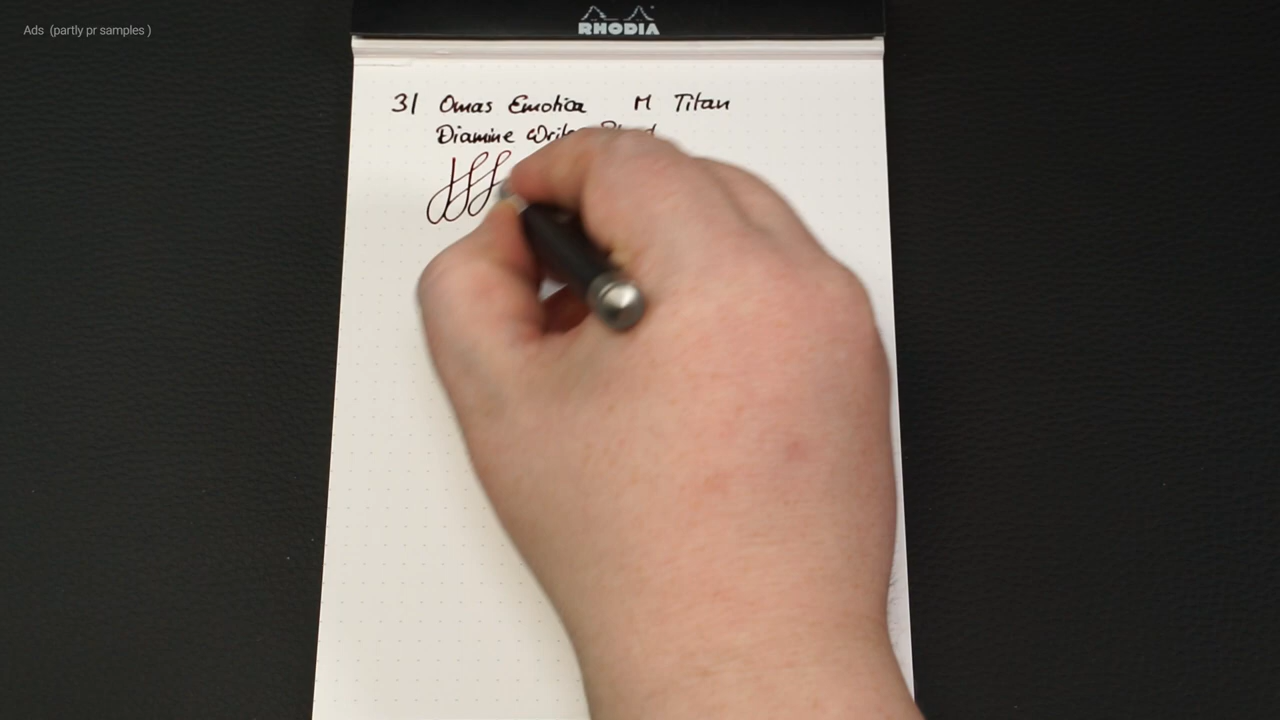 Ads (partly pr samples )
RHODIA
31 Omas Emotica M Titan
Diamine